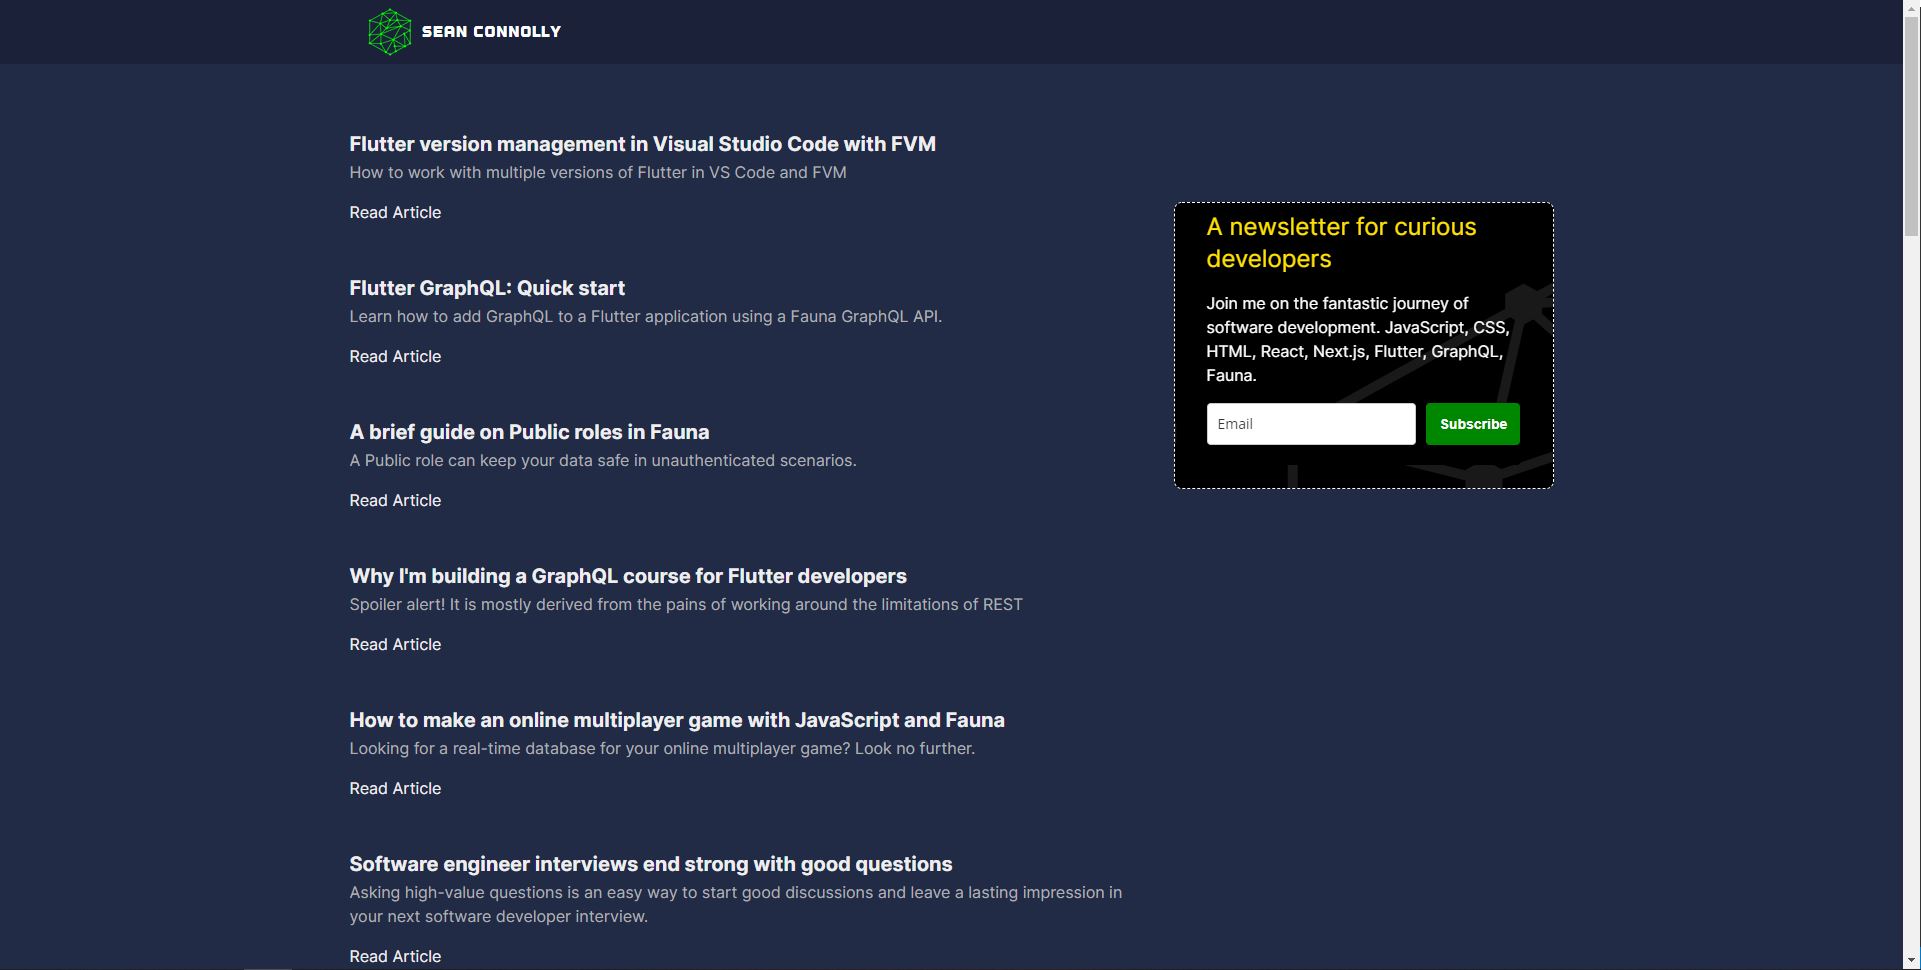 SEAN CONNOLLY
Flutter version management in Visual Studio Code with FVM
How to work with multiple versions of Flutter in VS Code and FVM
Read Article
Flutter GraphQL: Quick start
Learn how to add GraphQL to a Flutter application using a Fauna GraphQL API.
Read Article
A brief guide on Public roles in Fauna
A Public role can keep your data safe in unauthenticated scenarios.
Read Article
Why I'm building a GraphQL course for Flutter developers
Spoiler alert! It is mostly derived from the pains of working around the limitations of REST
Read Article
How to make an online multiplayer game with JavaScript and Fauna
Looking for a real-time database for your online multiplayer game? Look no further.
Read Article
Software engineer interviews end strong with good questions
Asking high-value questions is an easy way to start good discussions and leave a lasting impression in
your next software developer interview.
Read Article
A newsletter for curious
developers
Join me on the fantastic journey of
software development. JavaScript, CSS,
HTML, React, Next.js, Flutter, GraphQL,
Fauna.
Email
Subscribe